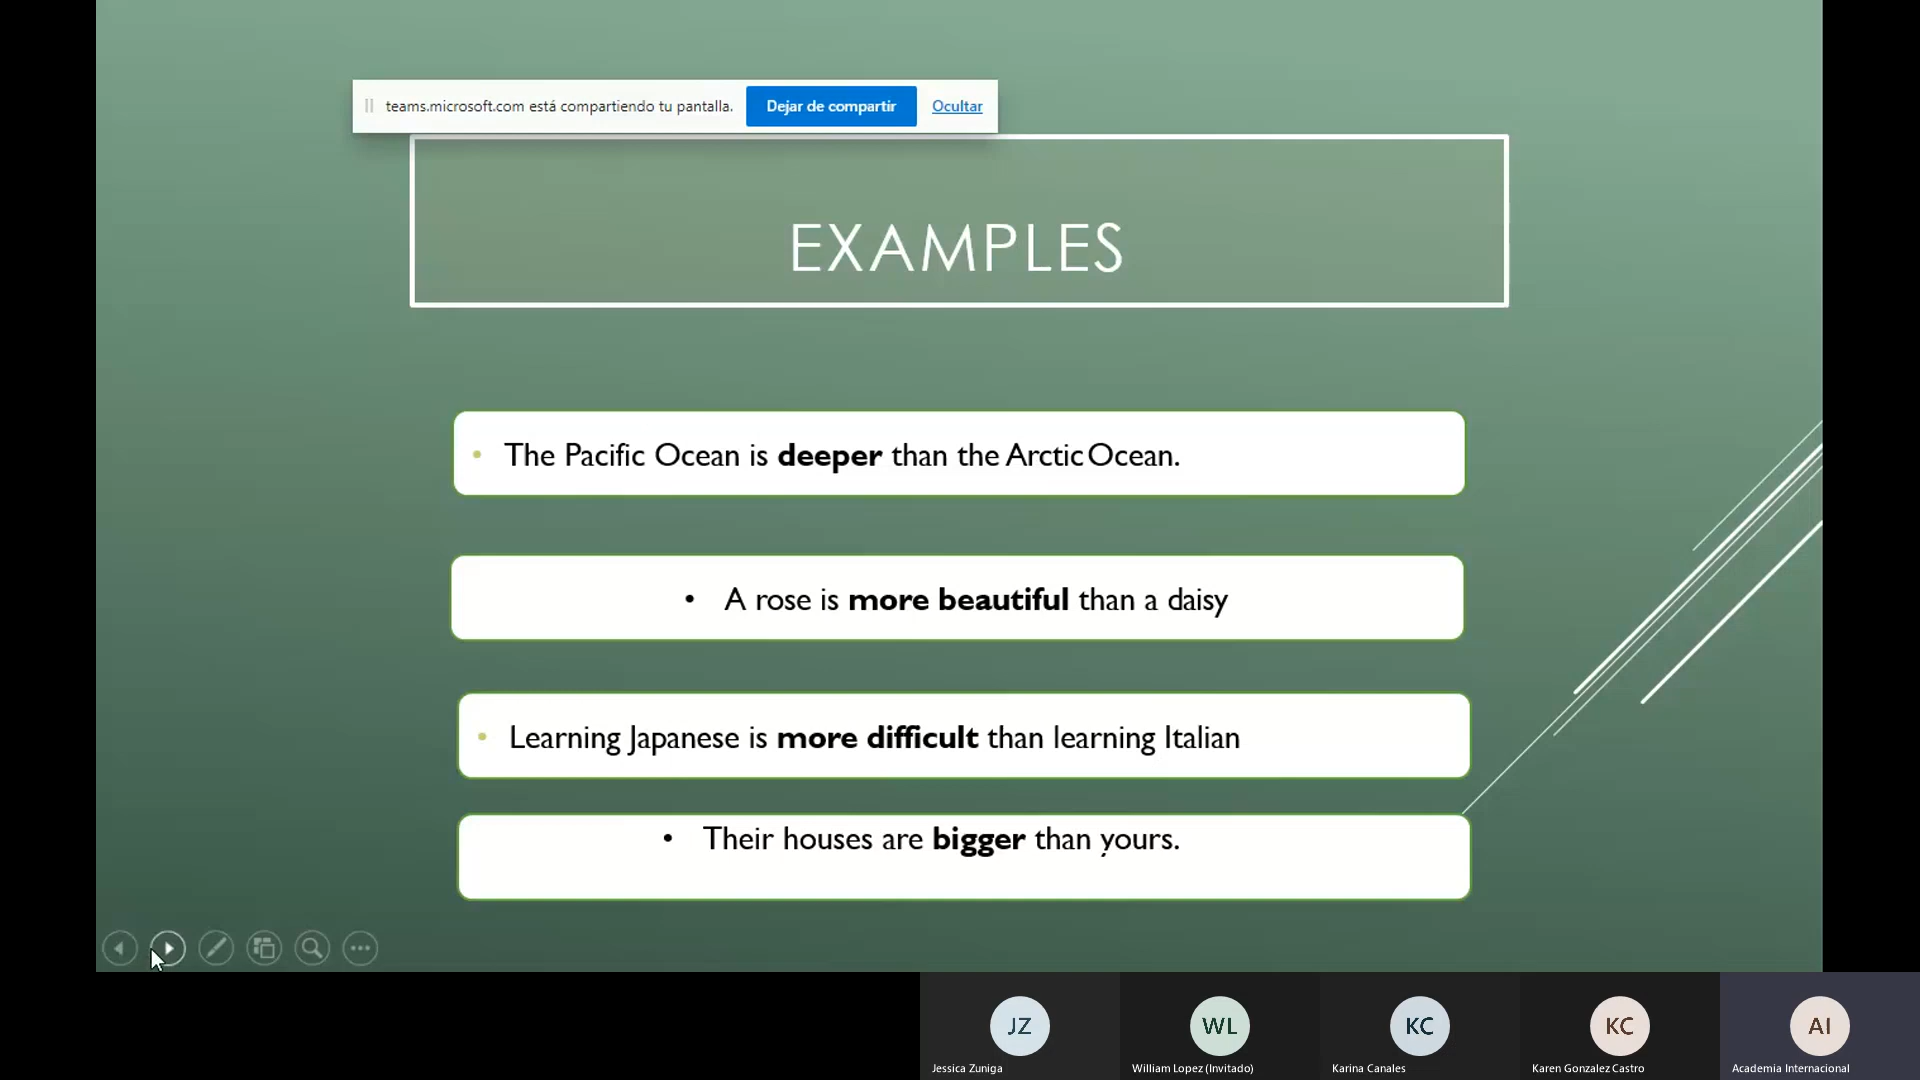 teams.microsoft.com está compartiendo tu pantalla. Dejar de compartir Ocultar
EXAMPLES
• The Pacific Ocean is deeper than the Arctic Ocean.
• A rose is more beautiful than a daisy
• Learning Japanese is more difficult than learning Italian
• Their houses are bigger than yours.
JZ WL KC KC AI
Jessica Zuniga William Lopez (Invitado) Karina Canales Karen Gonzalez Castro Academia Internacional